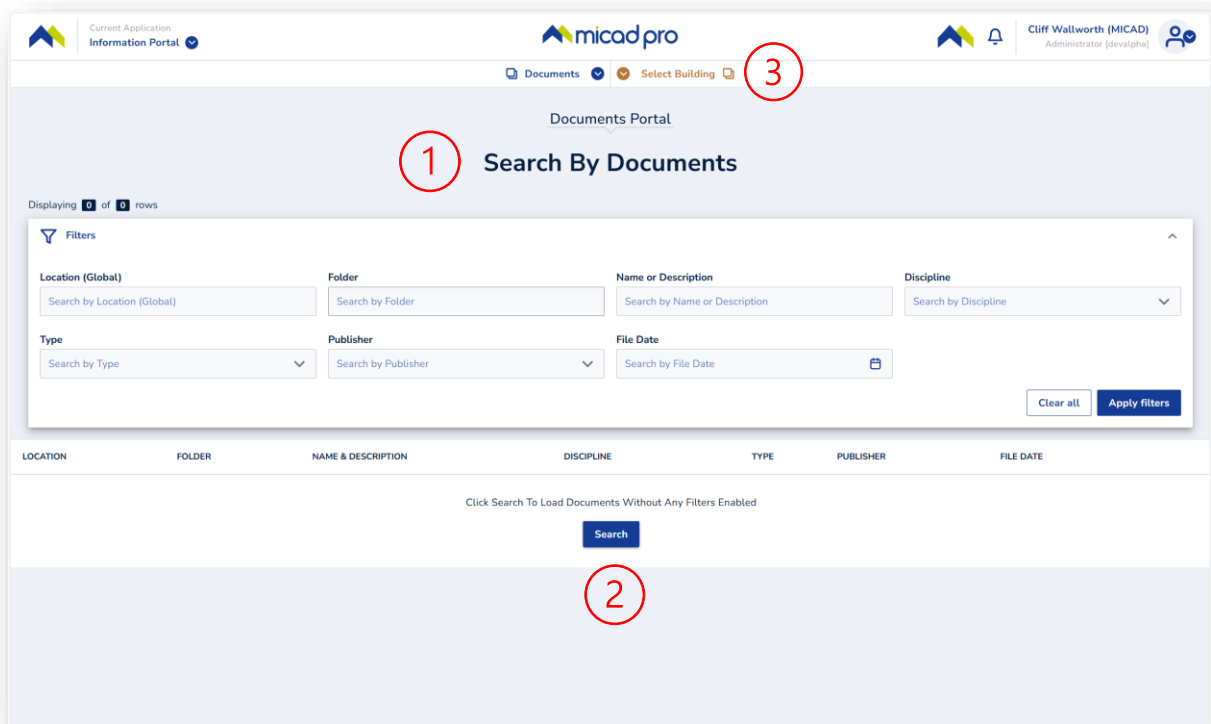 Current Application
Information Portal
micad pro
Cliff Wallworth (MICAD)
Administrator [devalpha]
Documents
Select Building
3
Documents Portal
1
Search By Documents
Displaying 0 of 0 rows
Filters
Location (Global) Folder Name or Description Discipline
Search by Location (Global) Search by Folder Search by Name or Description Search by Discipline
Type Publisher File Date
Search by Type Search by Publisher Search by File Date
Clear all Apply filters
LOCATION FOLDER NAME & DESCRIPTION DISCIPLINE TYPE PUBLISHER FILE DATE
Click Search To Load Documents Without Any Filters Enabled
Search
2